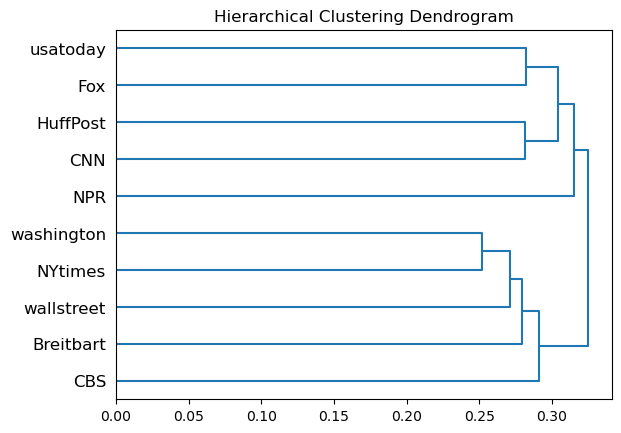 Hierarchical Clustering Dendrogram
usatoday
Fox
HuffPost
CNN
NPR
washington
NYtimes
wallstreet
Breitbart
CBS
0.00 0.05 0.10 0.15 0.20 0.25 0.30